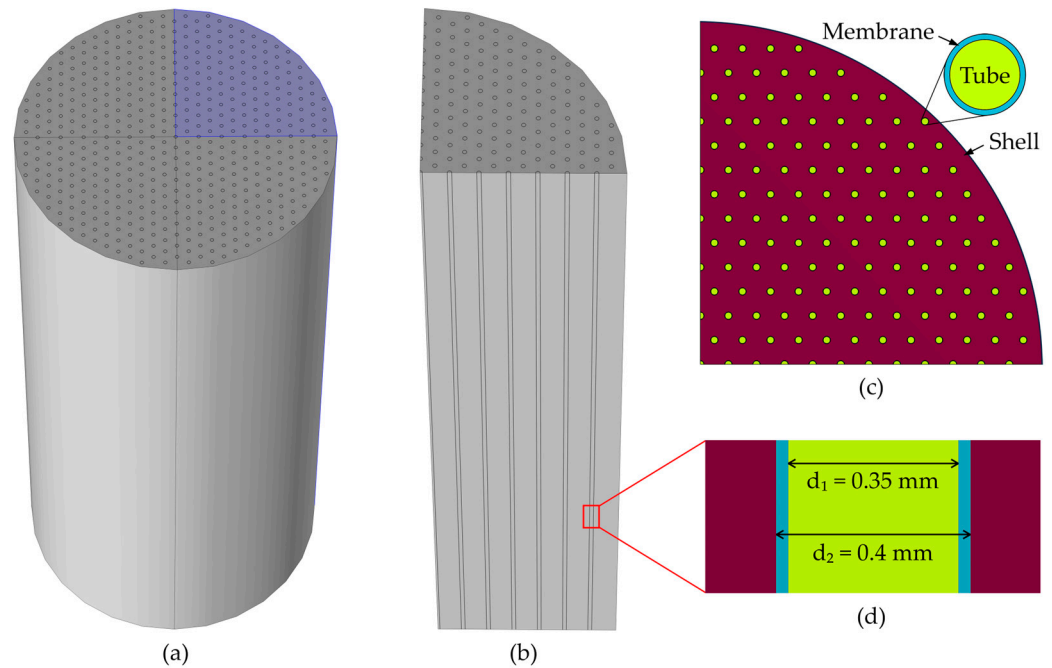 Membrane
Tube
Shell
(c)
d₁ = 0.35 mm
d₂ = 0.4 mm
(a)
(b)
(d)